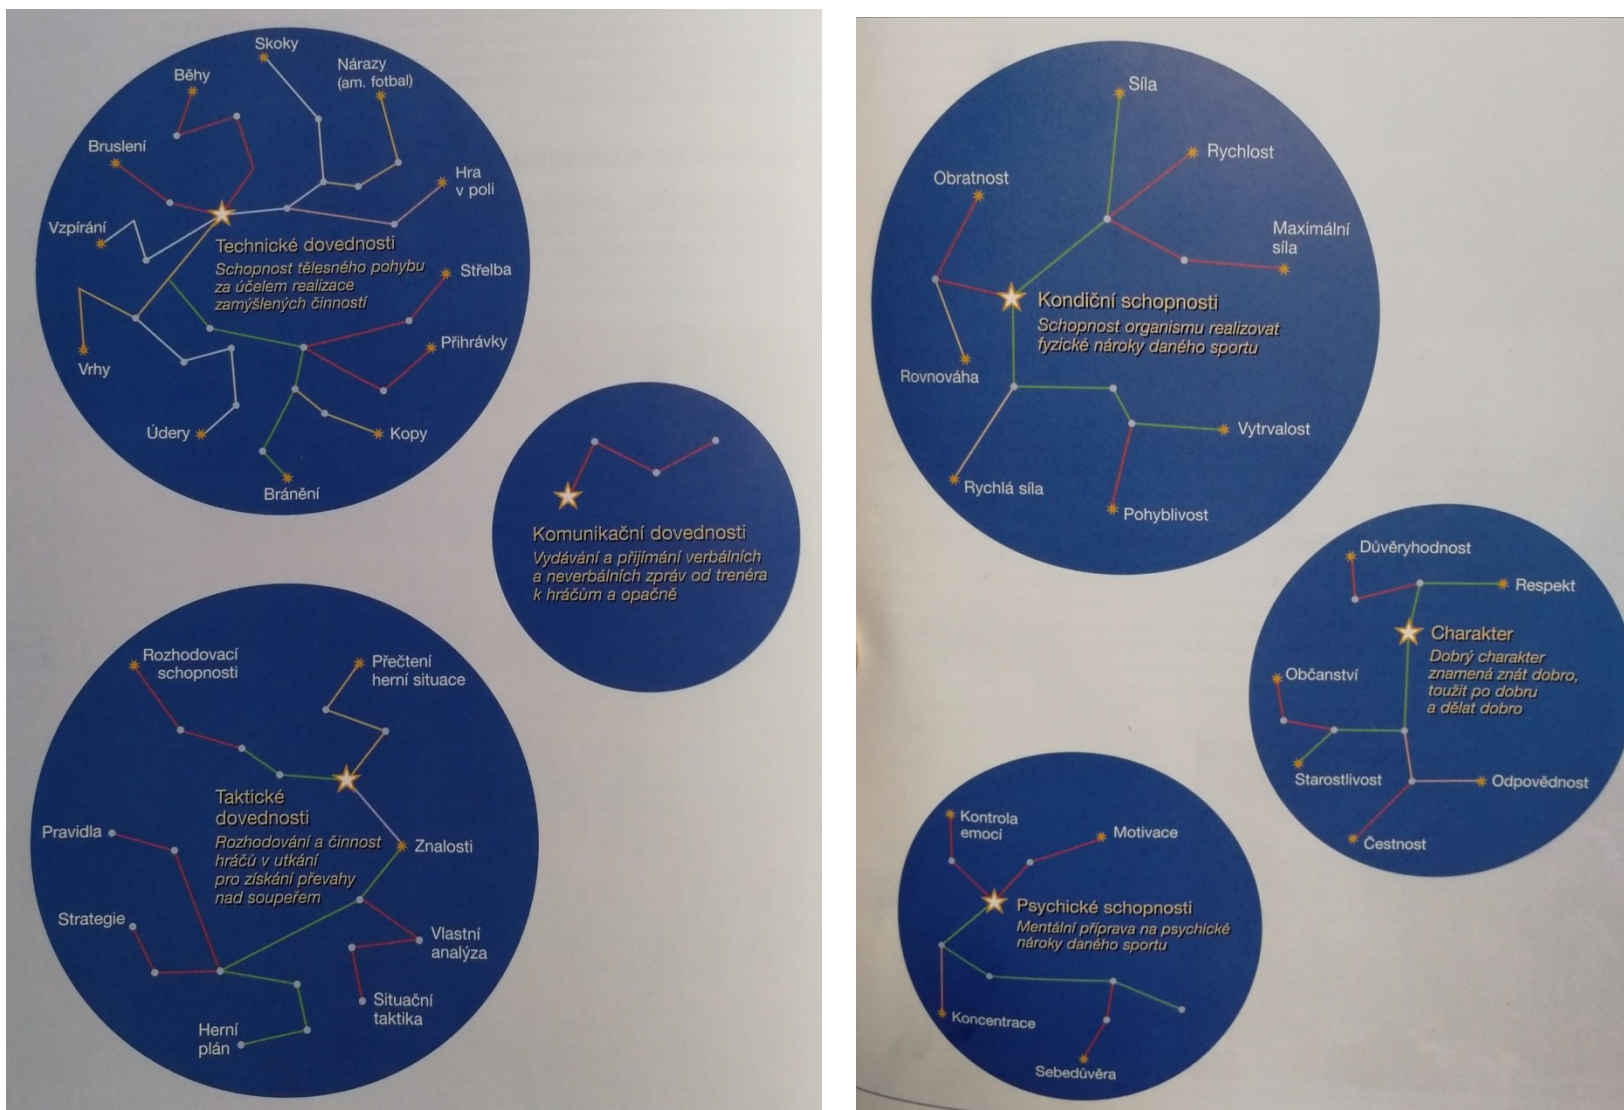 Skoky
Nárazy
(am. fotbal)
Běhy
Bruslení
Hra
v poli
Vzpírání
Technické dovednosti
Schopnost tělesného pohybu
za účelem realizace
zamýšlených činností
Střelba
Přihrávky
Vrhy
Údery
Kopy
Bránění
Komunikační dovednosti
Vydávání a přijímání verbálních
a neverbálních zpráv od trenéra
k hráčům a opačně
Rozhodovací
schopnosti
Přečtení
herní situace
Taktické
dovednosti
Rozhodování a činnost
hráčů v utkání
pro získání převahy
nad soupeřem
Pravidla
Znalosti
Strategie
Vlastní
analýza
Situační
taktika
Herní
plán
Síla
Rychlost
Obratnost
Maximální
síla
Kondiční schopnosti
Schopnost organismu realizovat
fyzické nároky daného sportu
Rovnováha
Vytrvalost
Rychlá síla
Pohyblivost
Důvěryhodnost
Respekt
Charakter
Dobrý charakter
znamená znát dobro,
toužit po dobru
a dělat dobro
Občanství
Starostlivost
Odpovědnost
Čestnost
Kontrola
emocí
Motivace
Psychické schopnosti
Mentální příprava na psychické
nároky daného sportu
Koncentrace
Sebedůvěra